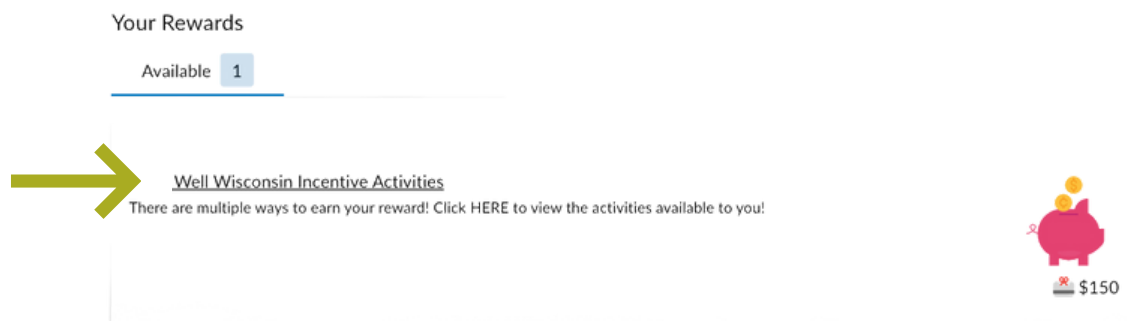 Your Rewards
Available 1
Well Wisconsin Incentive Activities
There are multiple ways to earn your reward! Click HERE to view the activities available to you!
$150